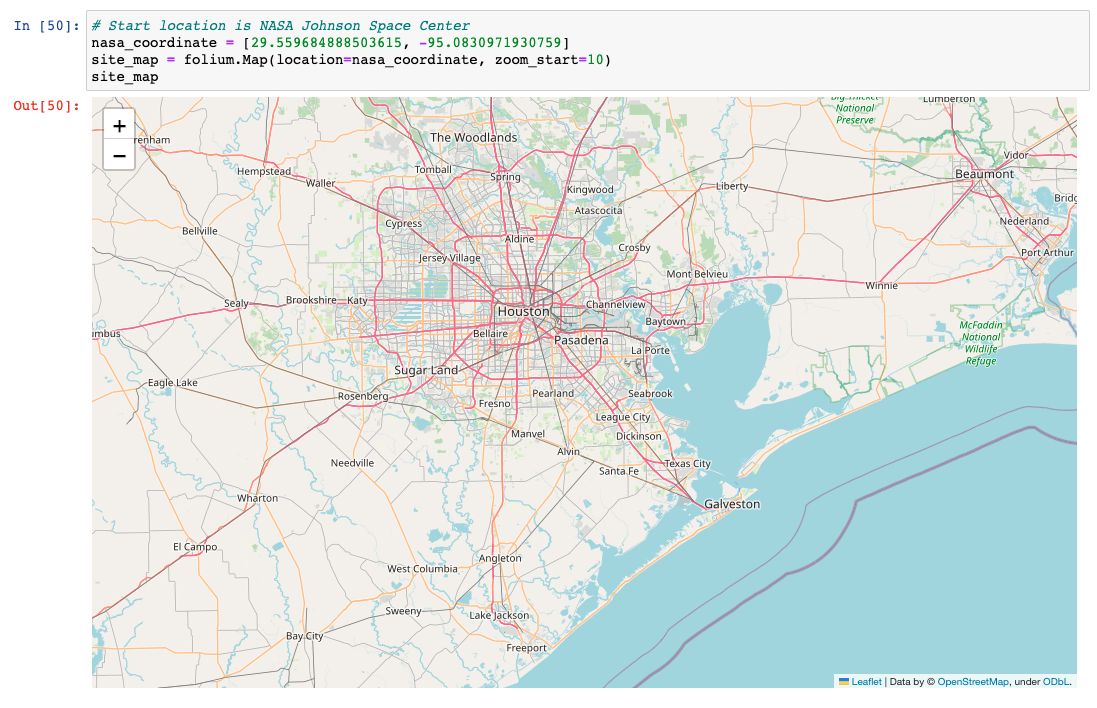 In [50]:
# Start location is NASA Johnson Space Center
nasa_coordinate = [29.559684888503615, -95.0830971930759]
site_map = folium.Map(location=nasa_coordinate, zoom_start=10)
site_map
Out[50]:
+
−
Big Thicket
National
Preserve
Lumberton
The Woodlands
renham
Vidor
Hempstead
Tomball
Spring
Beaumont
Waller
Kingwood
Liberty
Bridg
Atascocita
Cypress
Nederland
Bellville
Aldine
Crosby
Port Arthur
Jersey Village
Mont Belvieu
Winnie
Sealy
Brookshire
Katy
Channelview
Houston
Baytown
umbus
Bellaire
Pasadena
McFaddin
National
Wildlife
Refuge
La Porte
Sugar Land
Eagle Lake
Rosenberg
Pearland
Seabrook
Fresno
League City
Manvel
Dickinson
Alvin
Needville
Texas City
Santa Fe
Wharton
Galveston
El Campo
Angleton
West Columbia
Sweeny
Lake Jackson
Bay City
Freeport
Leaflet | Data by © OpenStreetMap, under ODbL.